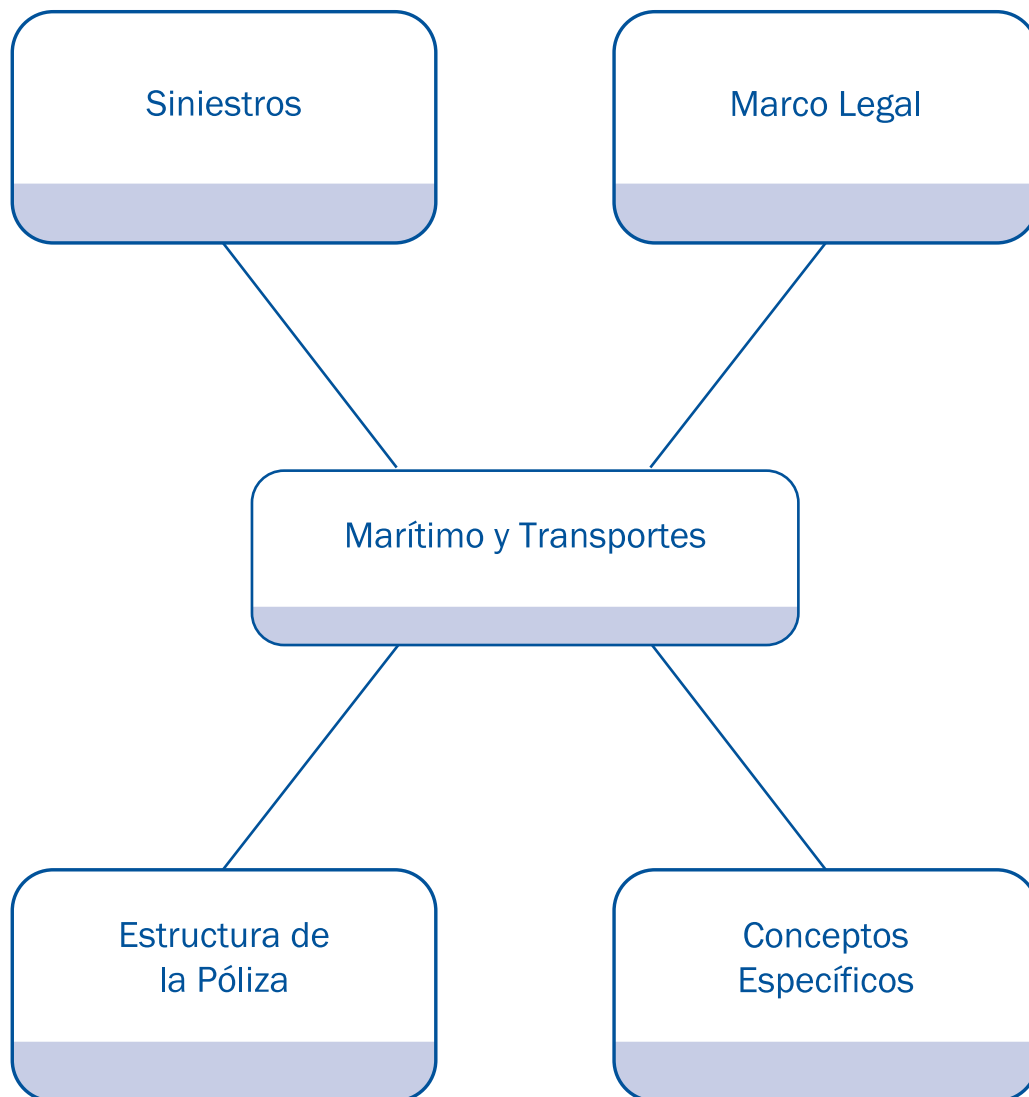 Siniestros
Marco Legal
Marítimo y Transportes
Estructura de
la Póliza
Conceptos
Específicos